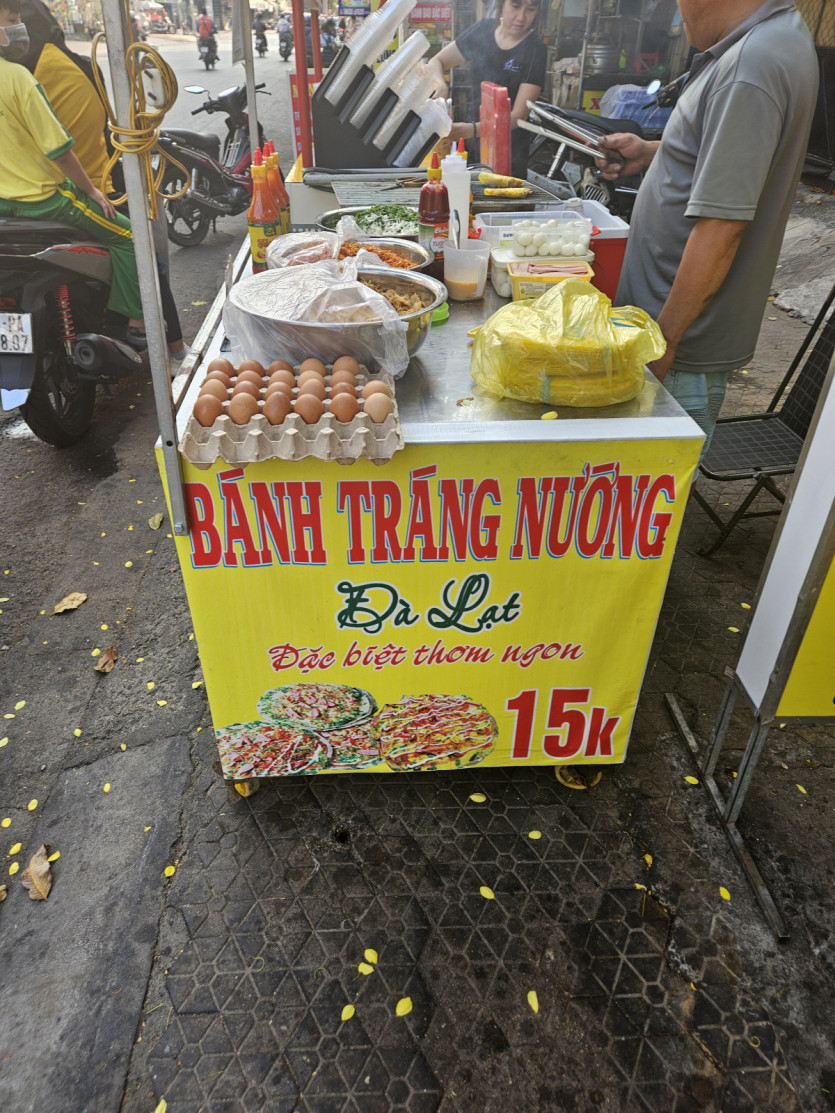 BÁNH TRÁNG NƯỚNG
Đà Lạt
Đặc biệt thơm ngon
15k